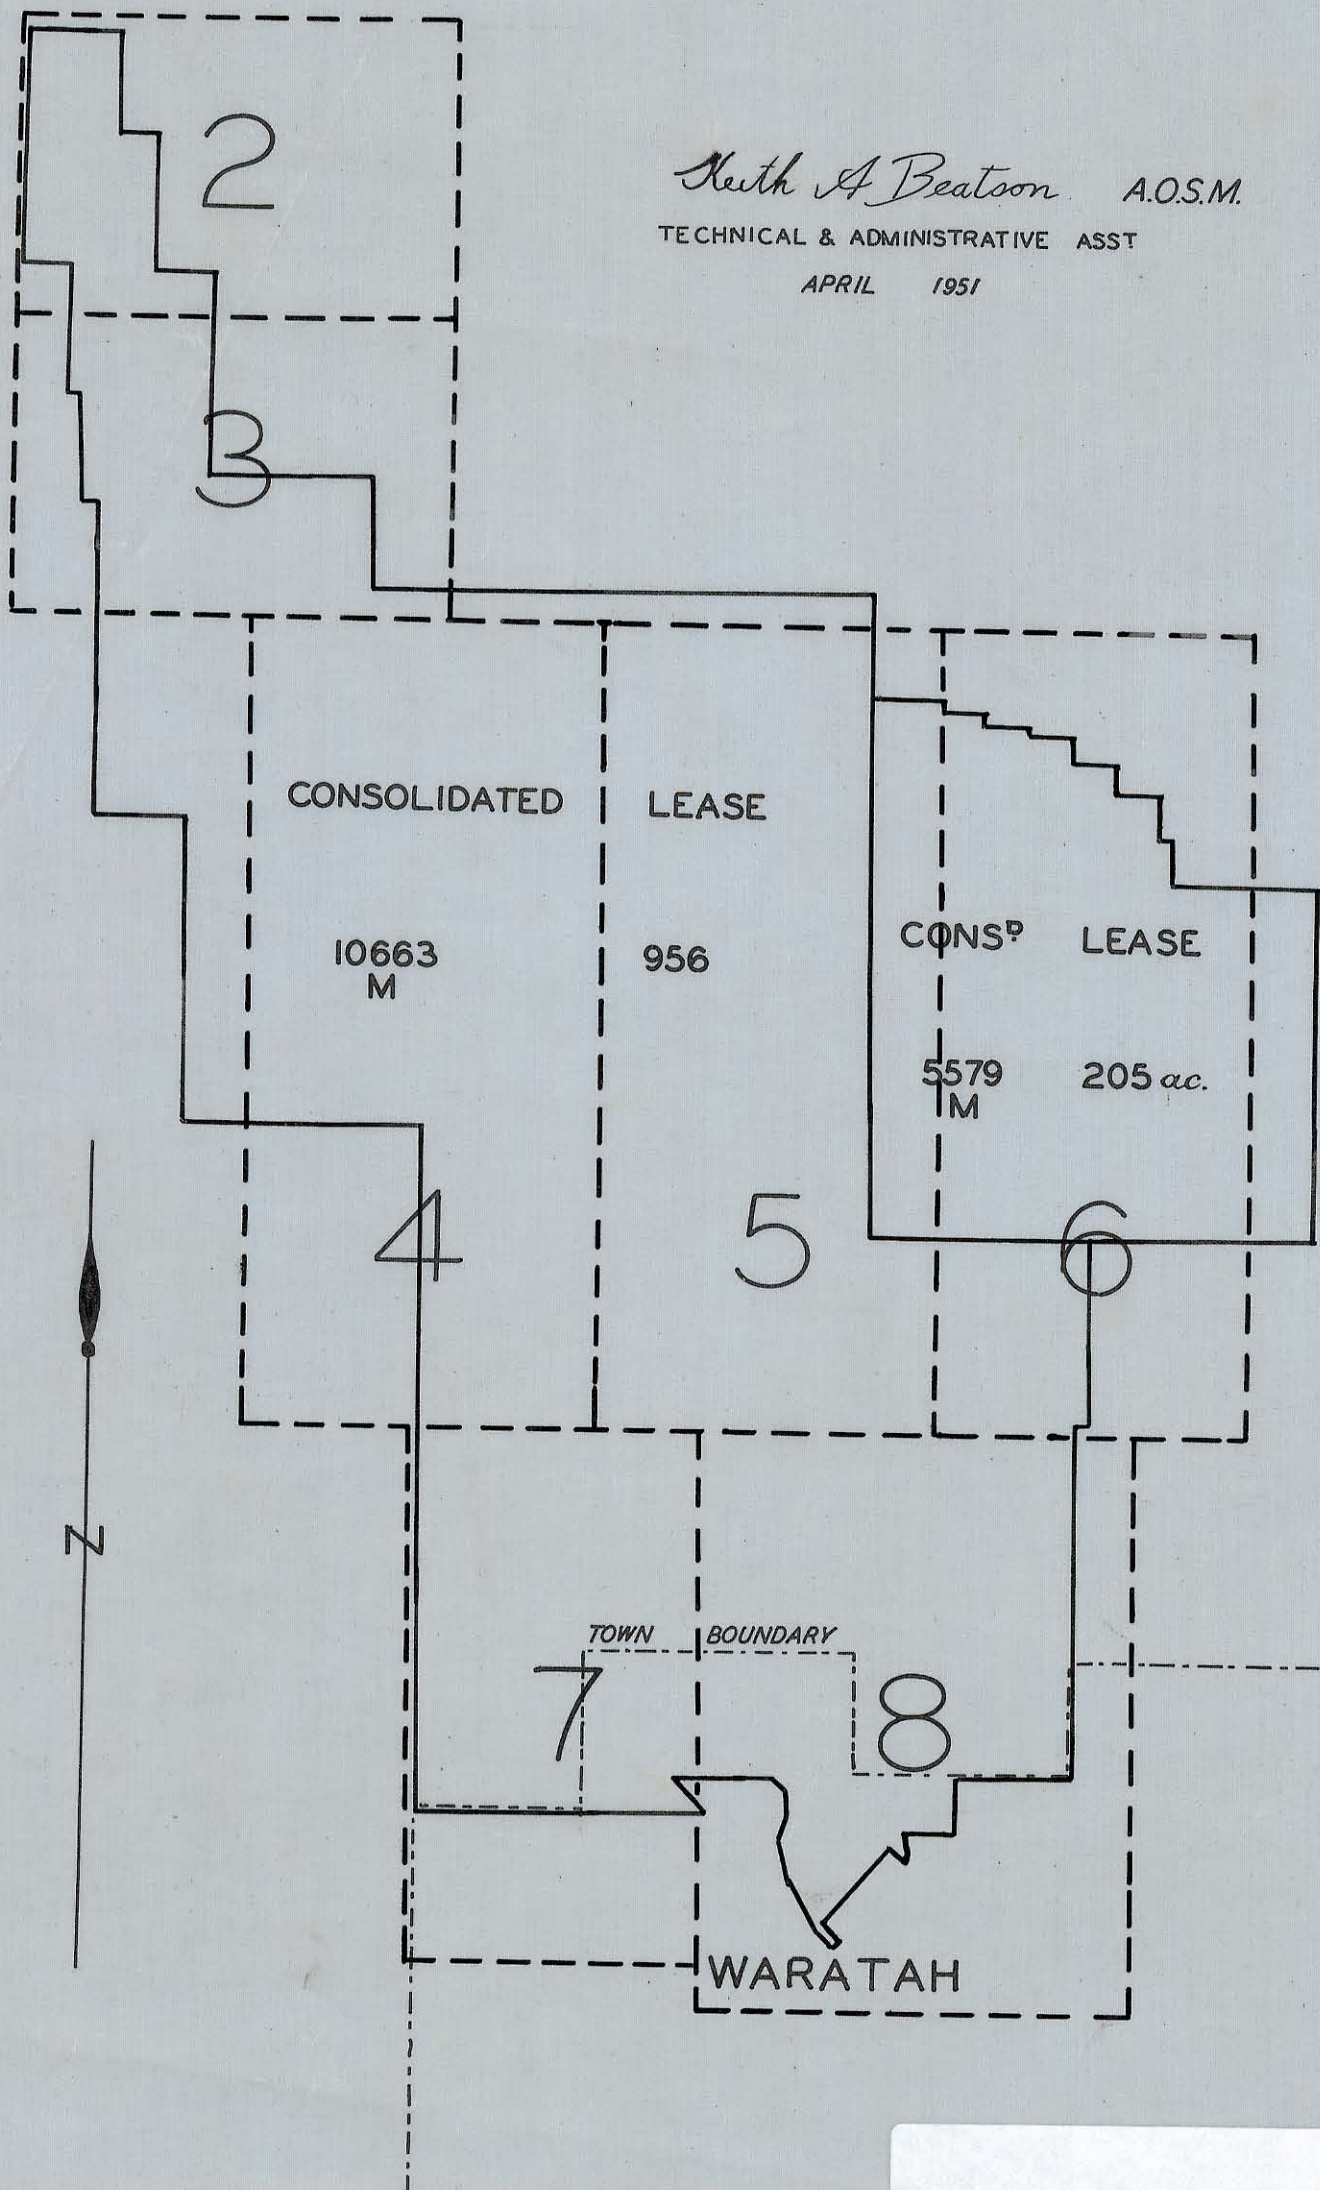 2
Keith A Beatson A.O.S.M.
TECHNICAL & ADMINISTRATIVE ASST
APRIL 1951
3
CONSOLIDATED LEASE
10663 956
M
CONSᴰ LEASE
5579 205 ac.
M
4 5 6
N
TOWN BOUNDARY
7 8
WARATAH